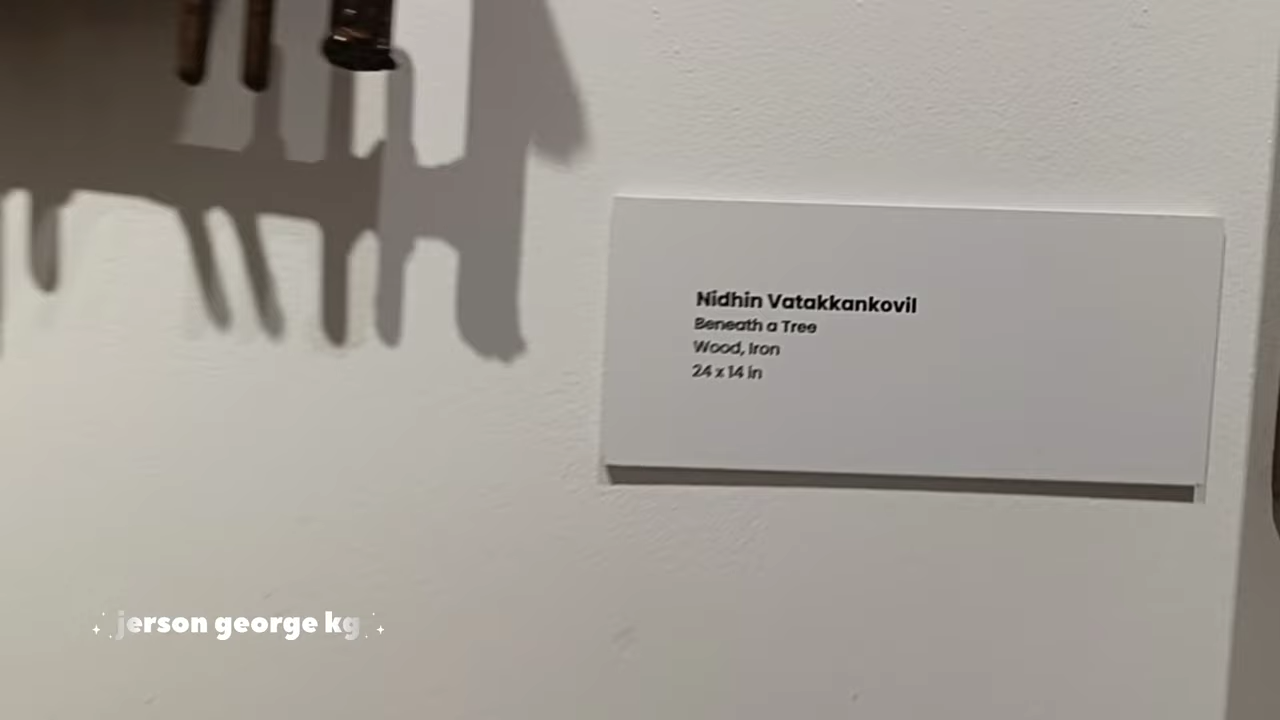 Nidhin Vatakkankovil
Beneath a Tree
Wood, Iron
24 x 14 in
jerson george kg